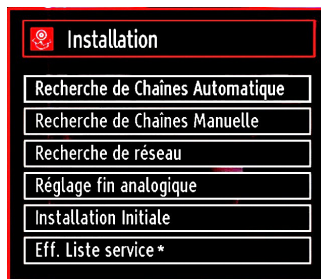 Installation
Recherche de Chaînes Automatique
Recherche de Chaînes Manuelle
Recherche de réseau
Réglage fin analogique
Installation Initiale
Eff. Liste service*